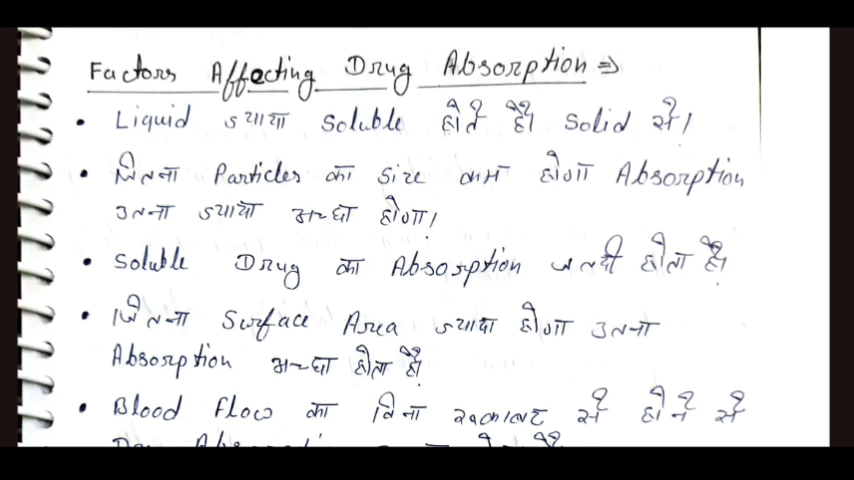 Factors Affecting Drug Absorption ⇒
• Liquid ज्यादा soluble होते है। solid से।
• जितना Particles का size कम होगा Absorption
उतना ज्यादा अच्छा होगा।
• Soluble Drug का Absorption जल्दी होता है।
• जितना Surface Area ज्यादा होगा उतना
Absorption अच्छा होता है।
• Blood Flow का बिना रुकावट से होने से